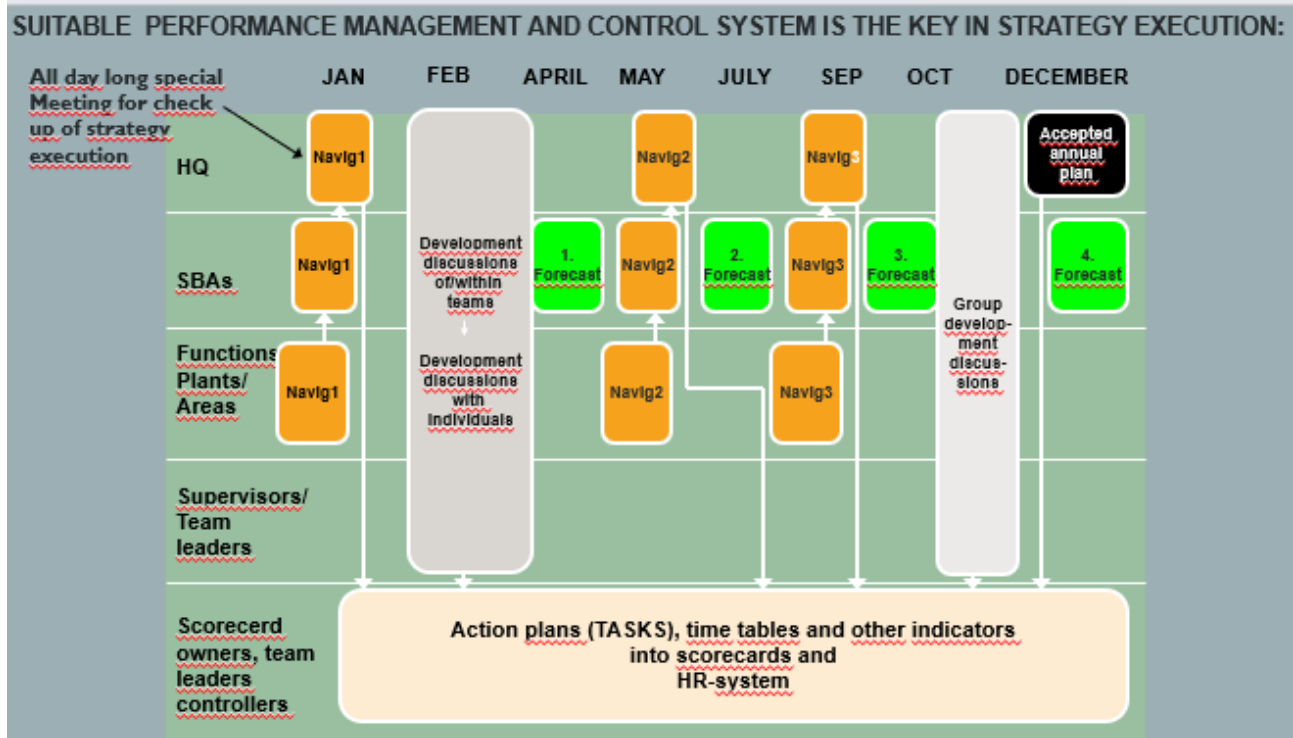 SUITABLE PERFORMANCE MANAGEMENT AND CONTROL SYSTEM IS THE KEY IN STRATEGY EXECUTION:
All day long special
Meeting for check
up of strategy
execution
JAN
FEB
APRIL
MAY
JULY
SEP
OCT
DECEMBER
HQ
Navig1
Navig2
Navig3
Accepted
annual
plan
SBAs
Navig1
Development
discussions
of/within
teams
Development
discussions
with
individuals
1.
Forecast
Navig2
2.
Forecast
Navig3
3.
Forecast
Group
develop-
ment
discus-
sions
4.
Forecast
Functions
Plants/
Areas
Navig1
Navig2
Navig3
Supervisors/
Team
leaders
Scorecerd
owners, team
leaders
controllers
Action plans (TASKS), time tables and other indicators
into scorecards and
HR-system